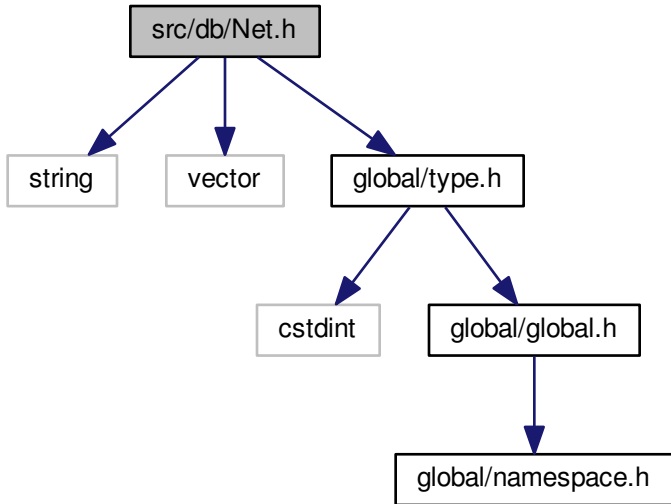 src/db/Net.h
string
vector
global/type.h
cstdint
global/global.h
global/namespace.h